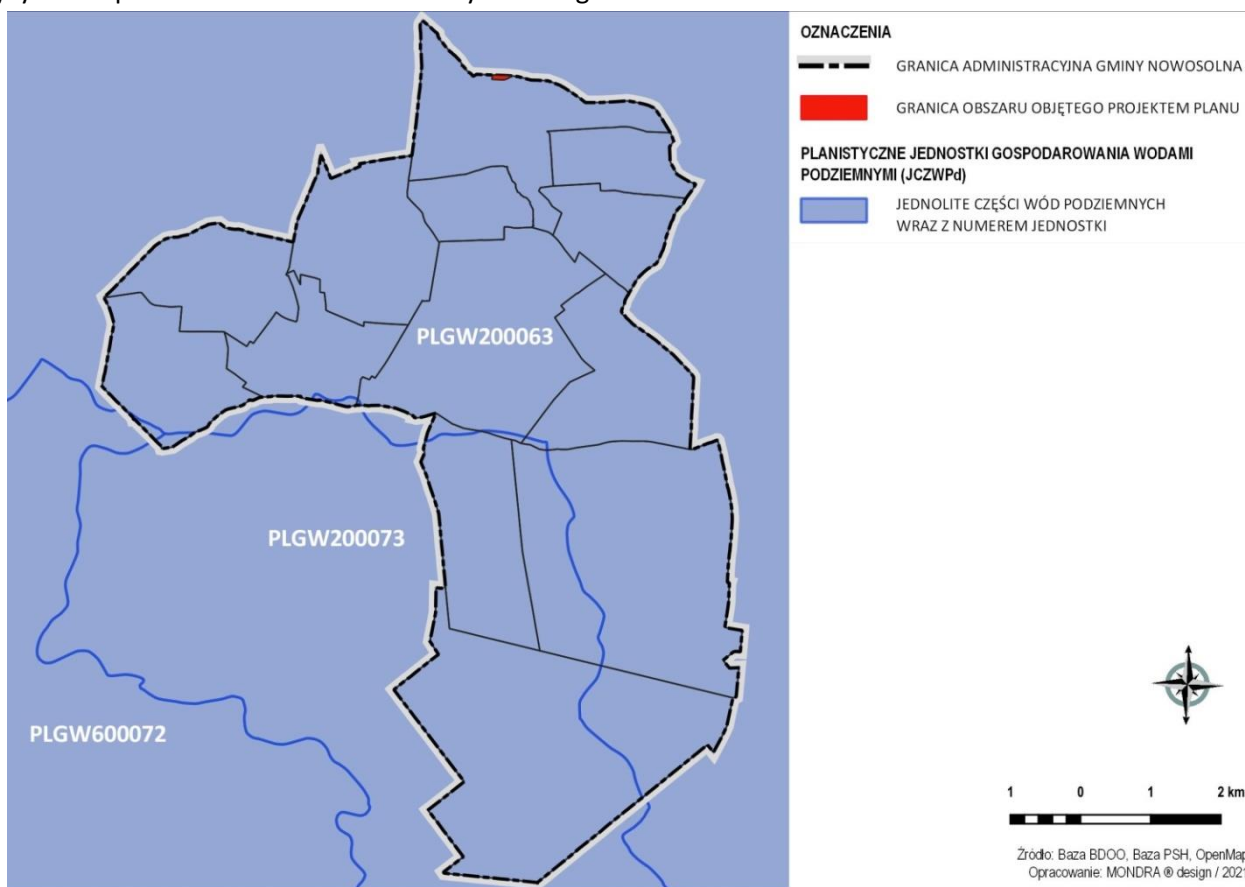 OZNACZENIA
GRANICA ADMINISTRACYJNA GMINY NOWOSOLNA
GRANICA OBSZARU OBJĘTEGO PROJEKTEM PLANU
PLANISTYCZNE JEDNOSTKI GOSPODAROWANIA WODAMI
PODZIEMNYMI (JCZWPd)
JEDNOLITE CZĘŚCI WÓD PODZIEMNYCH
WRAZ Z NUMEREM JEDNOSTKI
PLGW200063
PLGW200073
PLGW600072
1 0 1 2 km
Źródło: Baza BDOO, Baza PSH, OpenMap
Opracowanie: MONDRA ® design / 2021